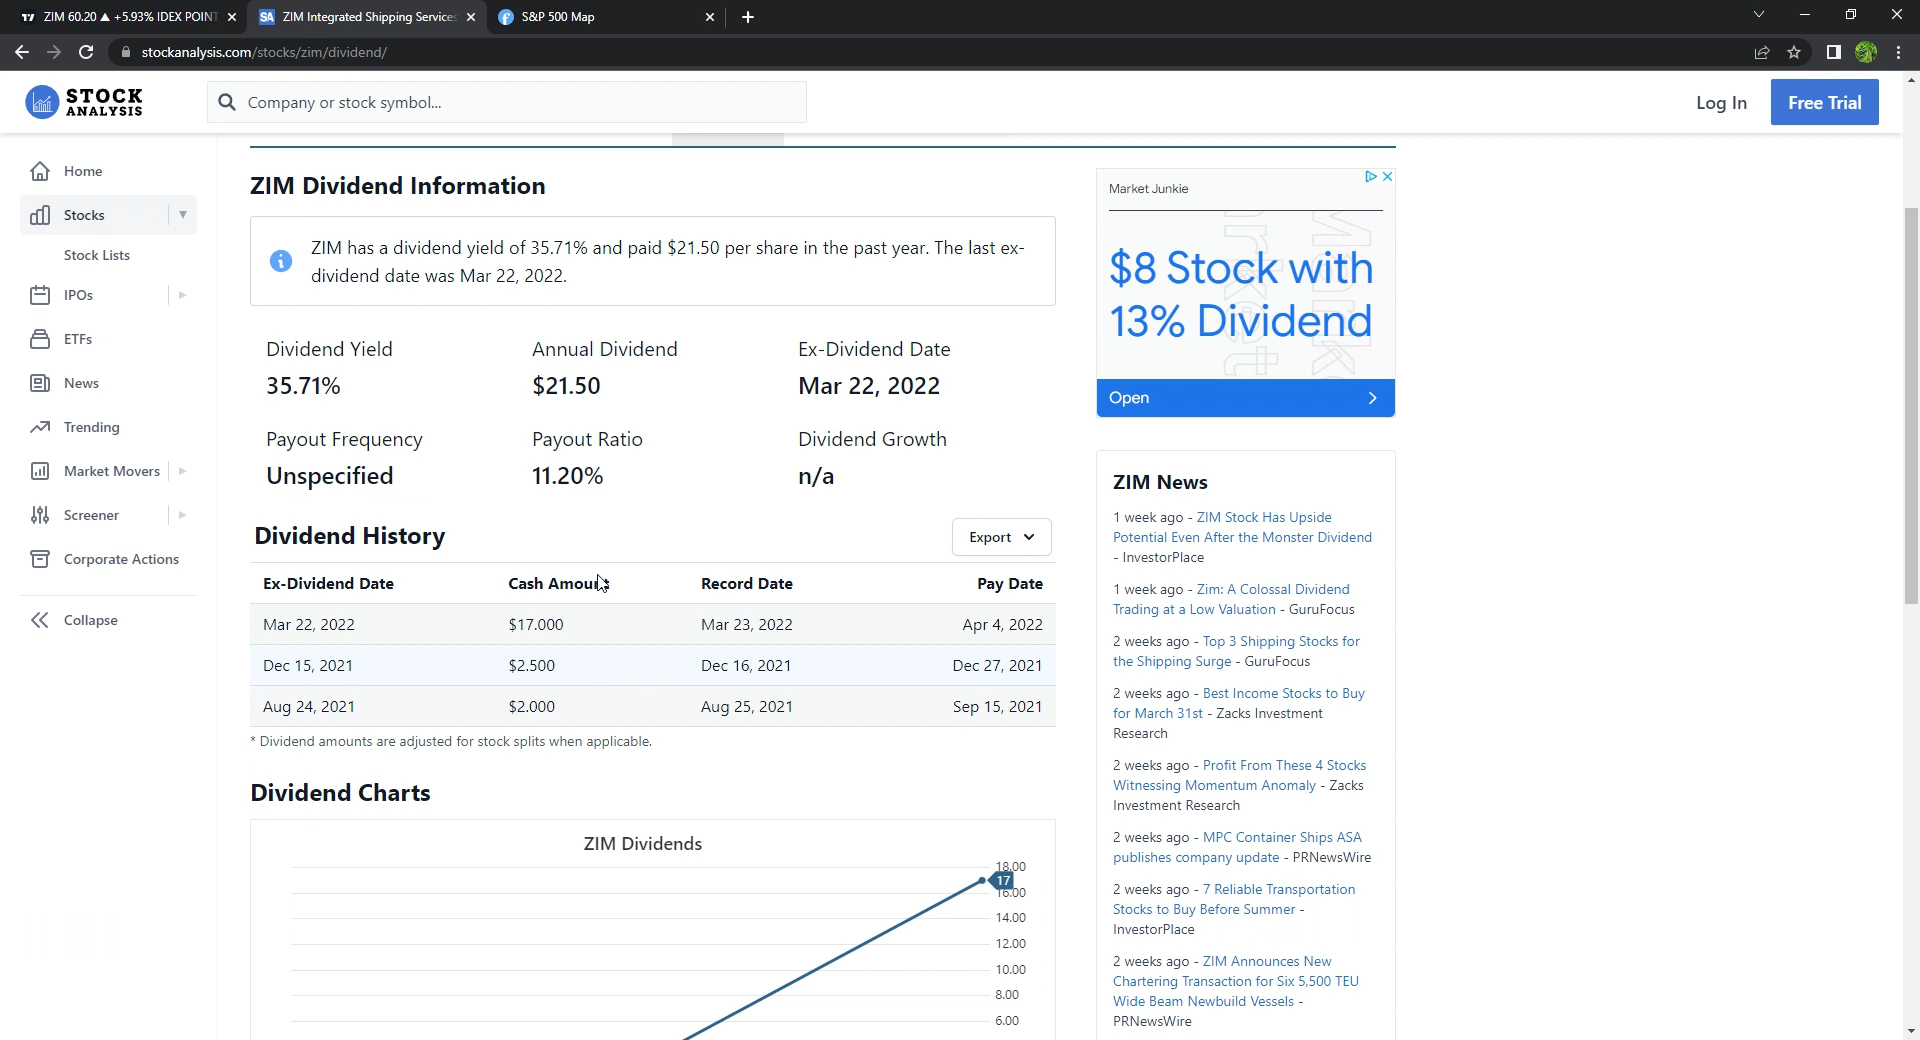 ZIM 60.20 ▲ +5.93% IDEX POINT
ZIM Integrated Shipping Services
S&P 500 Map
stockanalysis.com/stocks/zim/dividend/
STOCK
ANALYSIS
Company or stock symbol...
Log In
Free Trial
Home
Stocks
Stock Lists
IPOs
ETFs
News
Trending
Market Movers
Screener
Corporate Actions
Collapse
ZIM Dividend Information
ZIM has a dividend yield of 35.71% and paid $21.50 per share in the past year. The last ex-
dividend date was Mar 22, 2022.
Dividend Yield Annual Dividend Ex-Dividend Date
35.71% $21.50 Mar 22, 2022
Payout Frequency Payout Ratio Dividend Growth
Unspecified 11.20% n/a
Dividend History
Export
Ex-Dividend Date Cash Amount Record Date Pay Date
Mar 22, 2022 $17.000 Mar 23, 2022 Apr 4, 2022
Dec 15, 2021 $2.500 Dec 16, 2021 Dec 27, 2021
Aug 24, 2021 $2.000 Aug 25, 2021 Sep 15, 2021
* Dividend amounts are adjusted for stock splits when applicable.
Dividend Charts
ZIM Dividends
18.00
17
16.00
14.00
12.00
10.00
8.00
6.00
Market Junkie
$8 Stock with
13% Dividend
Open
ZIM News
1 week ago - ZIM Stock Has Upside
Potential Even After the Monster Dividend
- InvestorPlace
1 week ago - Zim: A Colossal Dividend
Trading at a Low Valuation - GuruFocus
2 weeks ago - Top 3 Shipping Stocks for
the Shipping Surge - GuruFocus
2 weeks ago - Best Income Stocks to Buy
for March 31st - Zacks Investment
Research
2 weeks ago - Profit From These 4 Stocks
Witnessing Momentum Anomaly - Zacks
Investment Research
2 weeks ago - MPC Container Ships ASA
publishes company update - PRNewsWire
2 weeks ago - 7 Reliable Transportation
Stocks to Buy Before Summer -
InvestorPlace
2 weeks ago - ZIM Announces New
Chartering Transaction for Six 5,500 TEU
Wide Beam Newbuild Vessels -
PRNewsWire